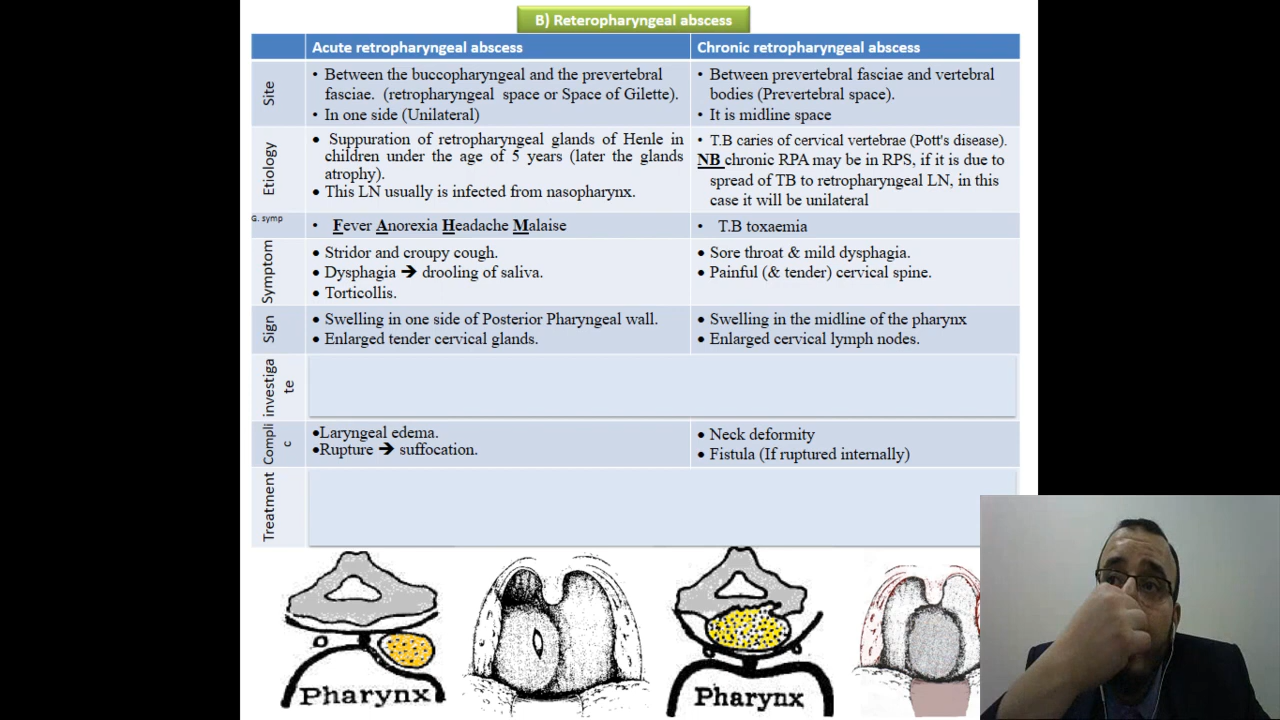 B) Reteropharyngeal abscess
Acute retropharyngeal abscess
Chronic retropharyngeal abscess
Site
• Between the buccopharyngeal and the prevertebral
fasciae. (retropharyngeal space or Space of Gilette).
• In one side (Unilateral)
• Between prevertebral fasciae and vertebral
bodies (Prevertebral space).
• It is midline space
Etiology
• Suppuration of retropharyngeal glands of Henle in
children under the age of 5 years (later the glands
atrophy).
• This LN usually is infected from nasopharynx.
• T.B caries of cervical vertebrae (Pott's disease).
NB chronic RPA may be in RPS, if it is due to
spread of TB to retropharyngeal LN, in this
case it will be unilateral
G. symp
• Fever Anorexia Headache Malaise
• T.B toxaemia
Symptom
• Stridor and croupy cough.
• Dysphagia ➔ drooling of saliva.
• Torticollis.
• Sore throat & mild dysphagia.
• Painful (& tender) cervical spine.
Sign
• Swelling in one side of Posterior Pharyngeal wall.
• Enlarged tender cervical glands.
• Swelling in the midline of the pharynx
• Enlarged cervical lymph nodes.
investiga
te
Compli
c
•Laryngeal edema.
•Rupture ➔ suffocation.
• Neck deformity
• Fistula (If ruptured internally)
Treatment
Pharynx
Pharynx